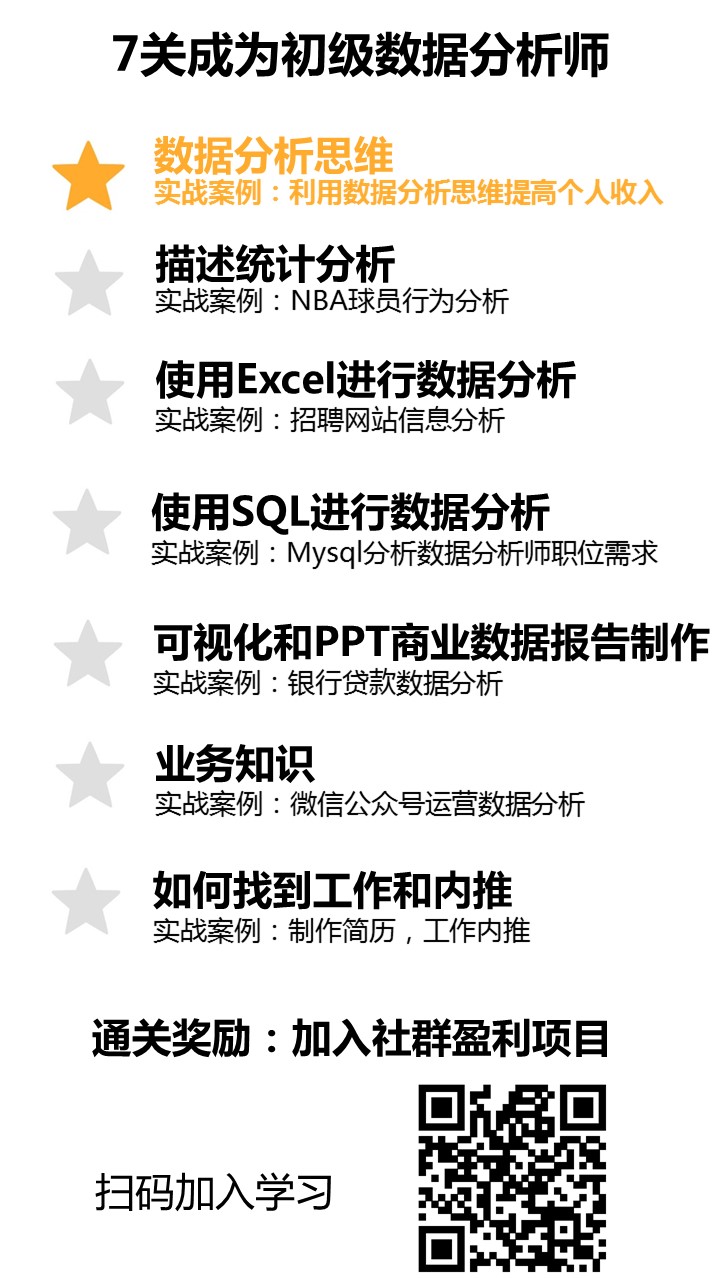 7关成为初级数据分析师
数据分析思维
实战案例：利用数据分析思维提高个人收入
描述统计分析
实战案例：NBA球员行为分析
使用Excel进行数据分析
实战案例：招聘网站信息分析
使用SQL进行数据分析
实战案例：Mysql分析数据分析师职位需求
可视化和PPT商业数据报告制作
实战案例：银行贷款数据分析
业务知识
实战案例：微信公众号运营数据分析
如何找到工作和内推
实战案例：制作简历，工作内推
通关奖励：加入社群盈利项目
扫码加入学习